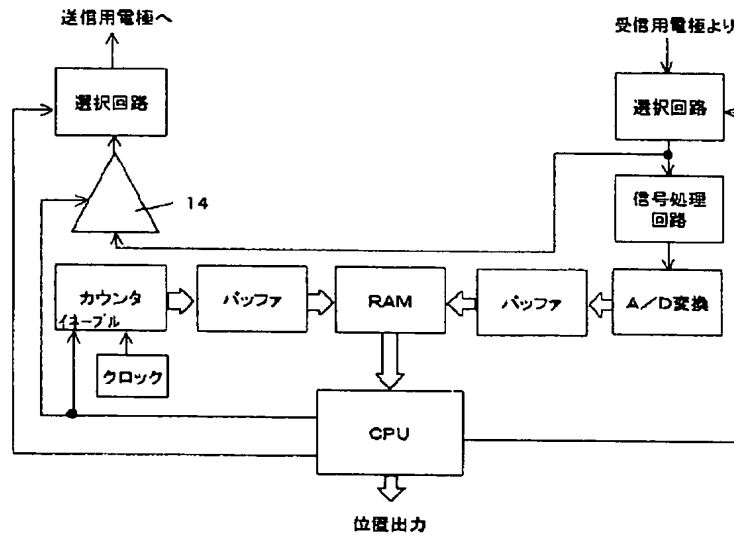 送信用電極へ
受信用電極より
選択回路
選択回路
14
信号処理
回路
カウンタ
イネーブル
バッファ
RAM
バッファ
A/D変換
クロック
CPU
位置出力